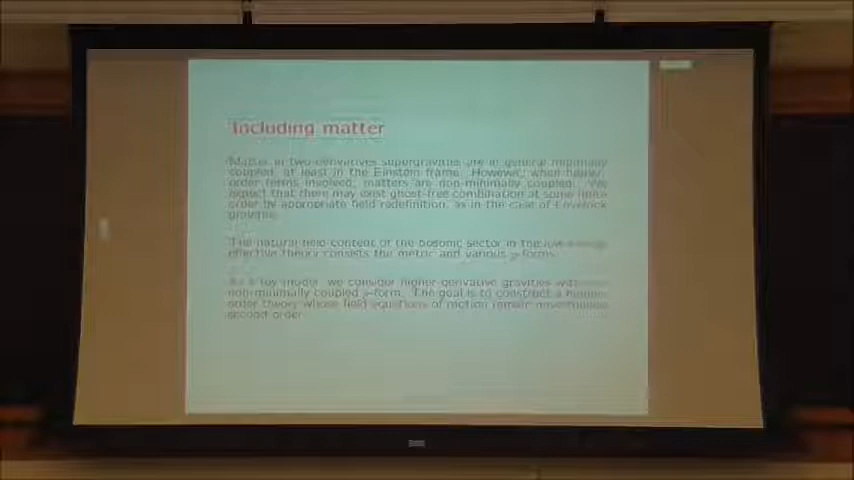 Including matter
Matter in two-derivatives supergravities are in general minimally
coupled, at least in the Einstein frame. However, when higher-
order terms involved, matters are non-minimally coupled. We
expect that there may exist ghost-free combination at some finite
order by appropriate field redefinition, as in the case of Lovelock
gravities.
The natural field content of the bosonic sector in the low-energy
effective theory consists the metric and various p-forms.
As a toy model, we consider higher-derivative gravities with
non-minimally coupled p-form. The goal is to construct a higher-
order theory whose field equations of motion remain
second order